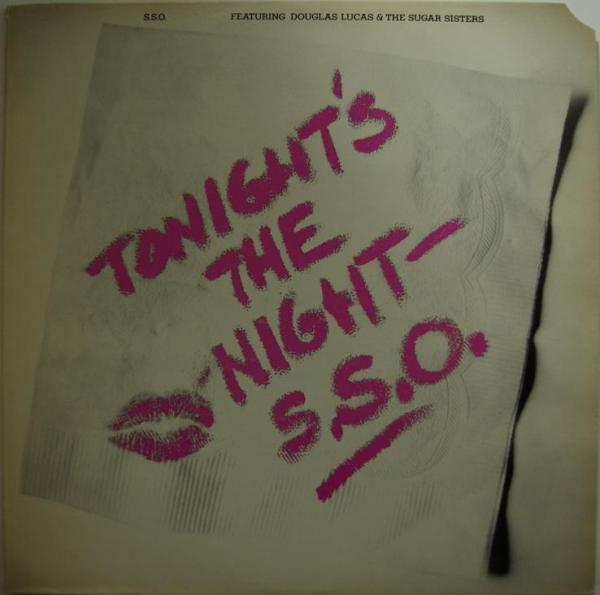 S.S.O. FEATURING DOUGLAS LUCAS & THE SUGAR SISTERS
TONIGHT'S
THE
NIGHT-
S.S.O.